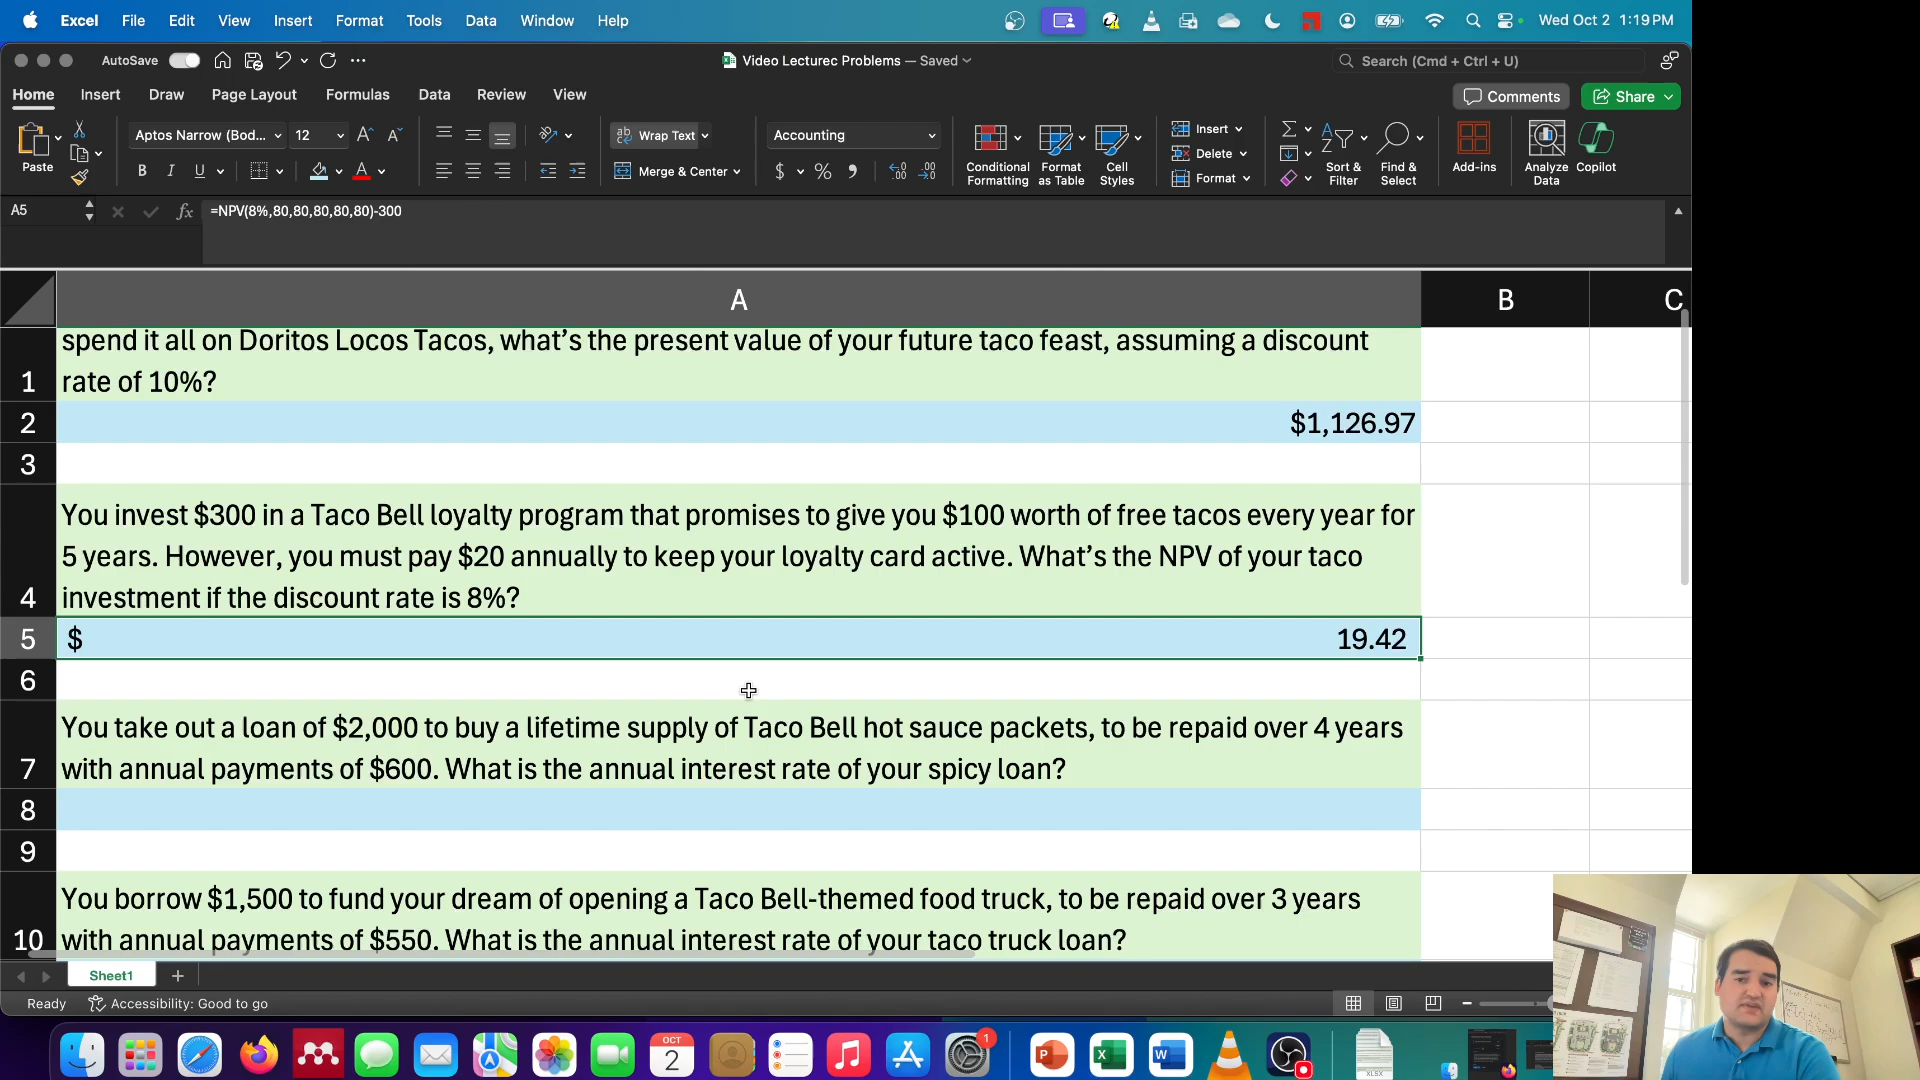 Excel File Edit View Insert Format Tools Data Window Help Wed Oct 2 1:19 PM
AutoSave Video Lecturec Problems — Saved Search (Cmd + Ctrl + U)
Home Insert Draw Page Layout Formulas Data Review View Comments Share
Paste Aptos Narrow (Bod... 12 Wrap Text Accounting Conditional Formatting Format as Table Cell Styles Insert Sort & Filter Find & Select Add-ins Analyze Data Copilot
B I U A Merge & Center $ % Delete
Format
A5 fx =NPV(8%,80,80,80,80,80)-300
A B C
spend it all on Doritos Locos Tacos, what’s the present value of your future taco feast, assuming a discount
1 rate of 10%?
2 $1,126.97
3
You invest $300 in a Taco Bell loyalty program that promises to give you $100 worth of free tacos every year for
5 years. However, you must pay $20 annually to keep your loyalty card active. What’s the NPV of your taco
4 investment if the discount rate is 8%?
5 $ 19.42
6
You take out a loan of $2,000 to buy a lifetime supply of Taco Bell hot sauce packets, to be repaid over 4 years
7 with annual payments of $600. What is the annual interest rate of your spicy loan?
8
9
You borrow $1,500 to fund your dream of opening a Taco Bell-themed food truck, to be repaid over 3 years
10 with annual payments of $550. What is the annual interest rate of your taco truck loan?
Sheet1
Ready Accessibility: Good to go
OCT
2
1
XLSX